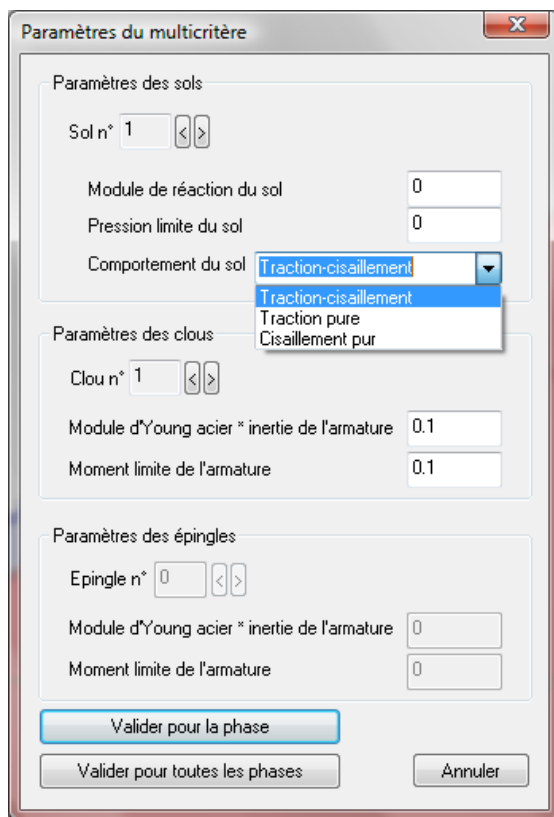 Paramètres du multicritère
Paramètres des sols
Sol n° 1 < >
Module de réaction du sol 0
Pression limite du sol 0
Comportement du sol Traction-cisaillement
Traction-cisaillement
Traction pure
Cisaillement pur
Paramètres des clous
Clou n° 1 < >
Module d'Young acier * inertie de l'armature 0.1
Moment limite de l'armature 0.1
Paramètres des épingles
Epingle n° 0 < >
Module d'Young acier * inertie de l'armature 0
Moment limite de l'armature 0
Valider pour la phase
Valider pour toutes les phases Annuler